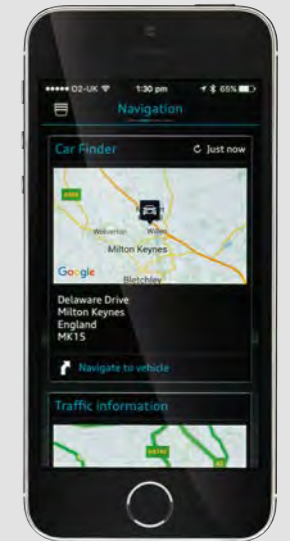 O2-UK 1:30 pm 65%
Navigation
Car Finder Just now
Wolverton Willen
Milton Keynes
Google
Bletchley
Delaware Drive
Milton Keynes
England
MK15
Navigate to vehicle
Traffic information